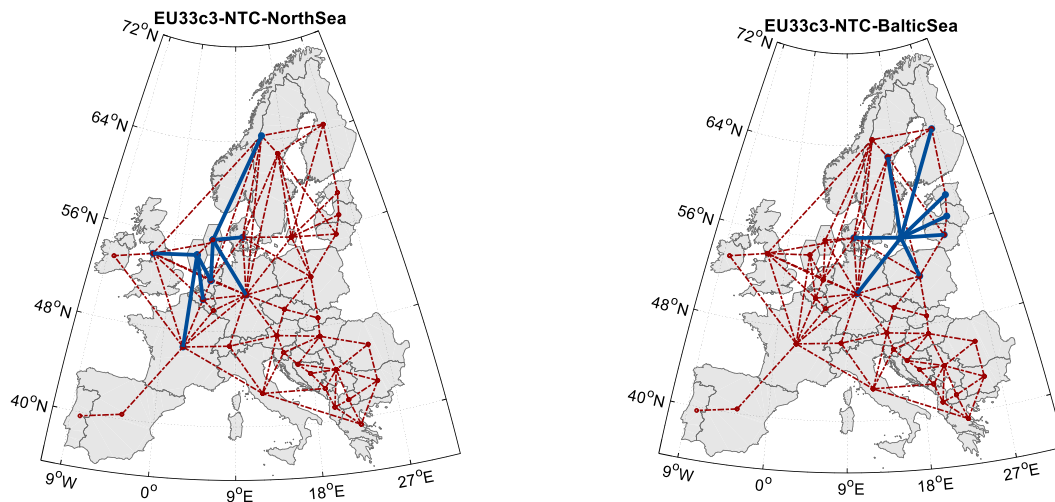 EU33c3-NTC-NorthSea
72°N
64°N
56°N
48°N
40°N
9°W
0°
9°E
18°E
27°E
EU33c3-NTC-BalticSea
72°N
64°N
56°N
48°N
40°N
9°W
0°
9°E
18°E
27°E